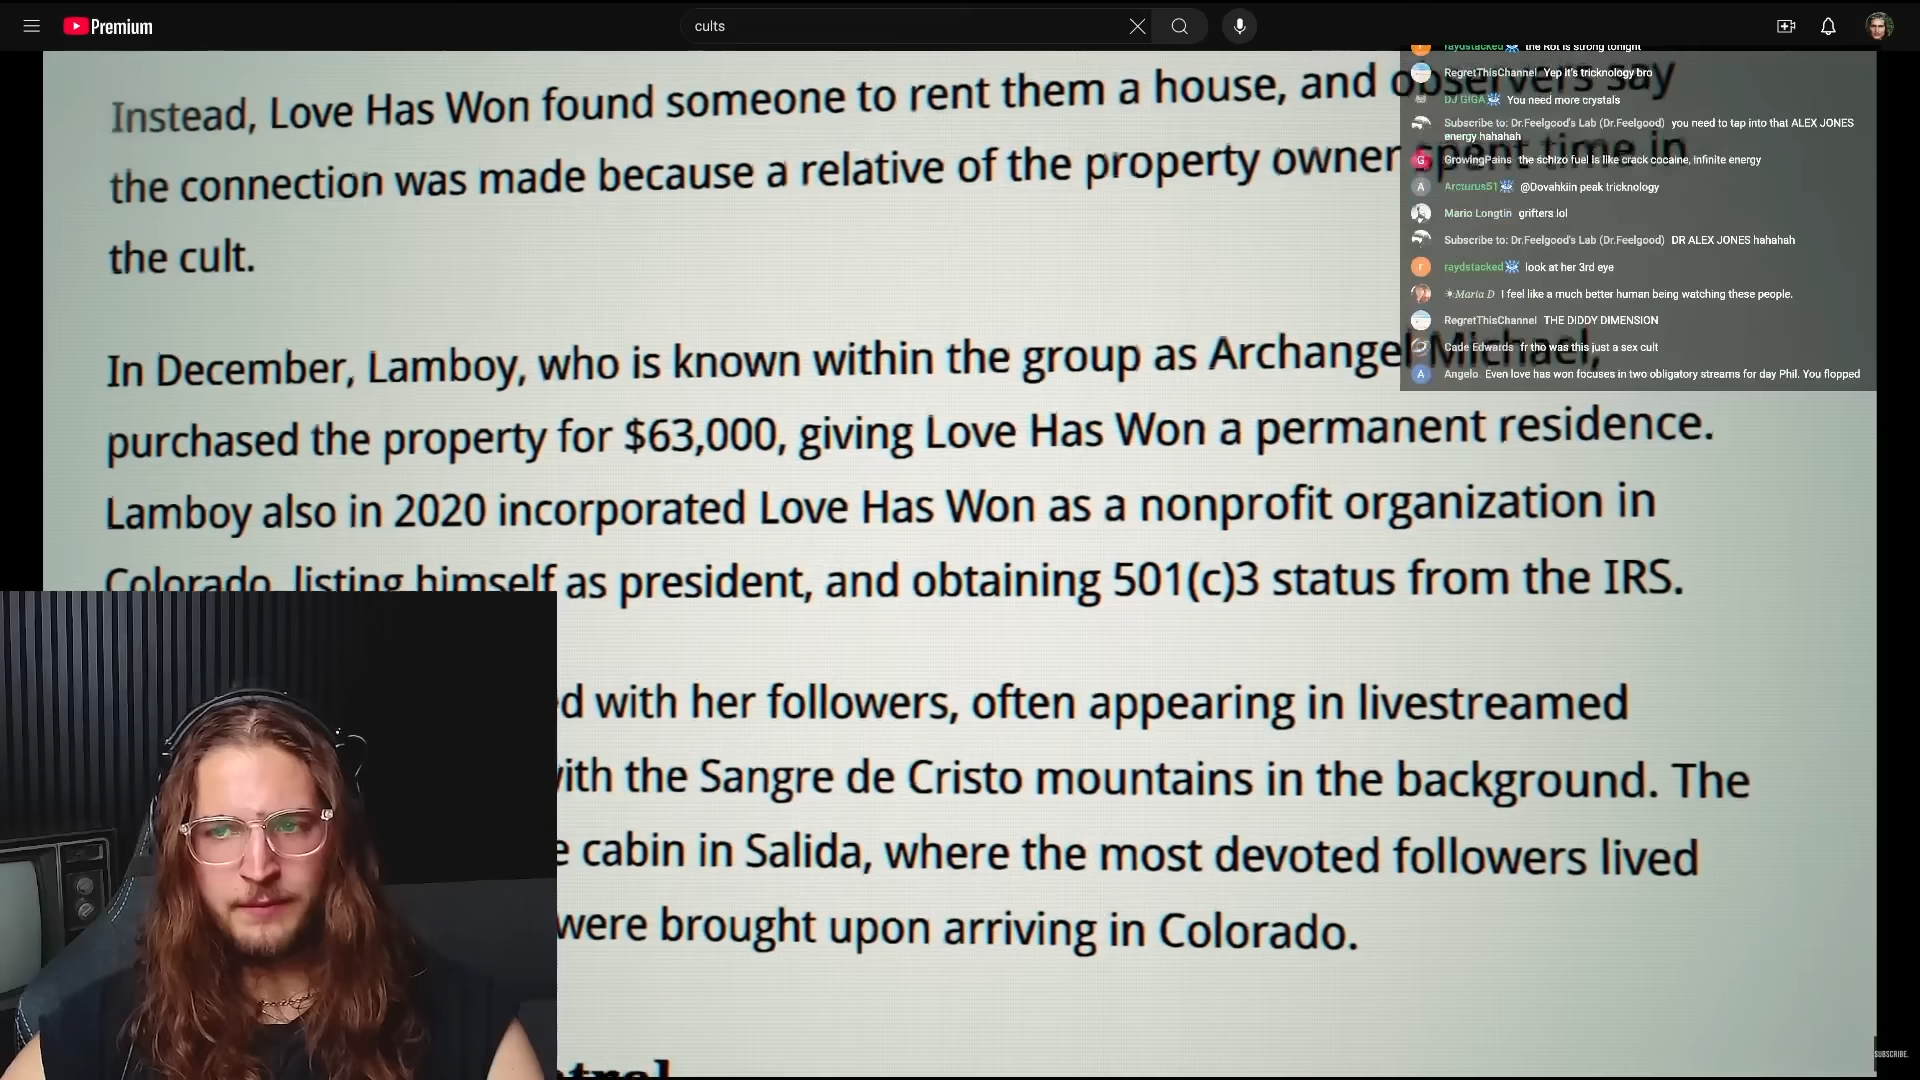 Premium
cults
Instead, Love Has Won found someone to rent them a house, and observers say
the connection was made because a relative of the property owner spent time in
the cult.
In December, Lamboy, who is known within the group as Archangel Michael,
purchased the property for $63,000, giving Love Has Won a permanent residence.
Lamboy also in 2020 incorporated Love Has Won as a nonprofit organization in
Colorado, listing himself as president, and obtaining 501(c)3 status from the IRS.
d with her followers, often appearing in livestreamed
with the Sangre de Cristo mountains in the background. The
e cabin in Salida, where the most devoted followers lived
were brought upon arriving in Colorado.
raydstacked the Rot is strong tonight
RegretThisChannel Yep it's tricknology bro
DJ GIGA You need more crystals
Subscribe to: Dr.Feelgood's Lab (Dr.Feelgood) you need to tap into that ALEX JONES
energy hahahah
G GrowingPains the schizo fuel is like crack cocaine, infinite energy
A Arcturus51 @Dovahkiin peak tricknology
Mario Longtin grifters lol
Subscribe to: Dr.Feelgood's Lab (Dr.Feelgood) DR ALEX JONES hahahah
r raydstacked look at her 3rd eye
☀Maria D I feel like a much better human being watching these people.
RegretThisChannel THE DIDDY DIMENSION
Cade Edwards fr tho was this just a sex cult
A Angelo Even love has won focuses in two obligatory streams for day Phil. You flopped
SUBSCRIBE.